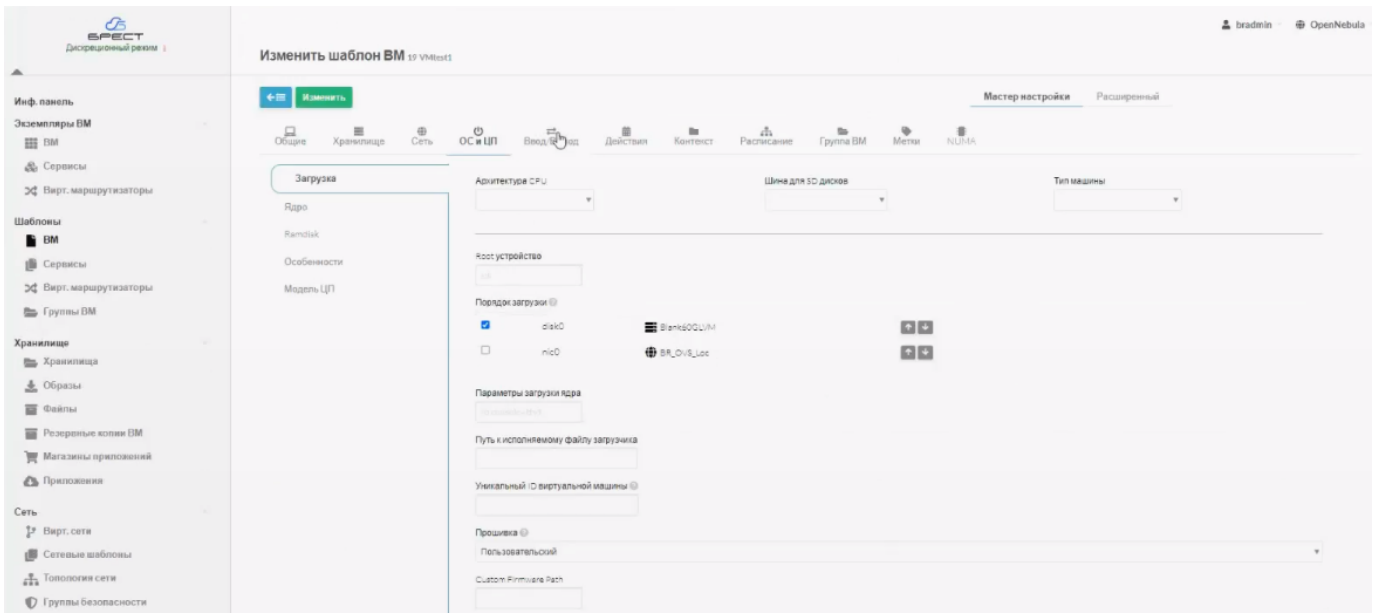 БРЕСТ
Дискреционный режим
bradmin
OpenNebula
Изменить шаблон ВМ 19 VMtest1
Изменить
Мастер настройки
Расширенный
Общие
Хранилище
Сеть
ОС и ЦП
Действия
Контекст
Расписание
Группа ВМ
Метки
NUMA
Инф. панель
Экземпляры ВМ
ВМ
Сервисы
Вирт. маршрутизаторы
Шаблоны
ВМ
Сервисы
Вирт. маршрутизаторы
Группы ВМ
Хранилище
Хранилища
Образы
Файлы
Резервные копии ВМ
Магазины приложений
Приложения
Сеть
Вирт. сети
Сетевые шаблоны
Топология сети
Группы безопасности
Загрузка
Ядро
Ramdisk
Особенности
Модель ЦП
Архитектура CPU
Шина для SD дисков
Тип машины
Root устройство
Порядок загрузки
disk0
Blank60GLVM
nic0
BR_OVS_Loc
Параметры загрузки ядра
Путь к исполняемому файлу загрузчика
Уникальный ID виртуальной машины
Прошивка
Пользовательский
Custom Firmware Path